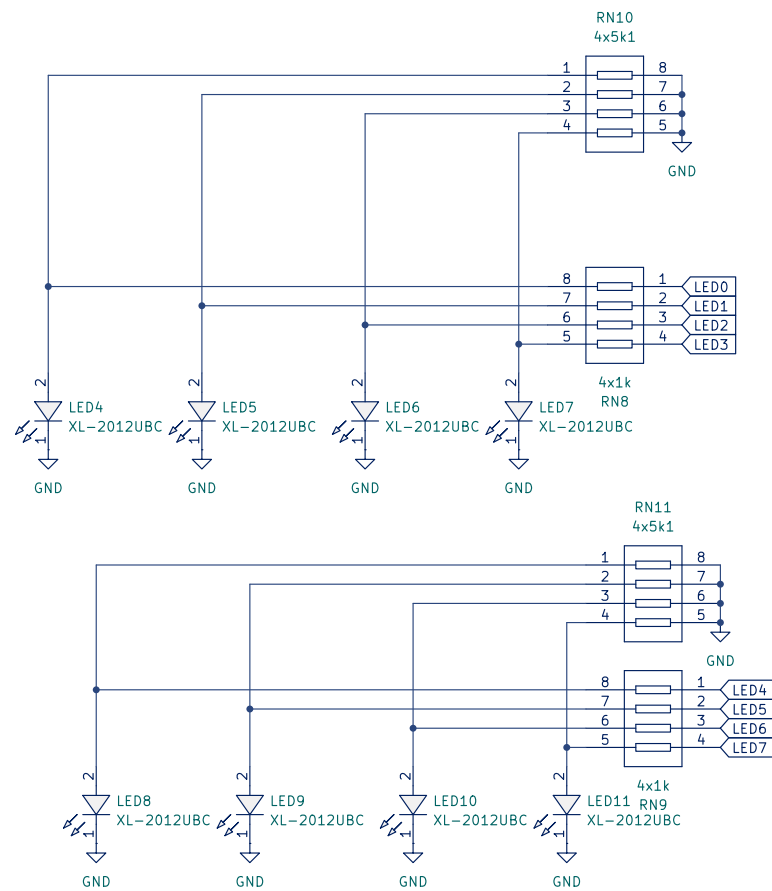 RN10
4x5k1
1 8
2 7
3 6
4 5
GND
8 1 LED0
7 2 LED1
6 3 LED2
5 4 LED3
4x1k
RN8
2 2 2 2
LED4 LED5 LED6 LED7
XL-2012UBC XL-2012UBC XL-2012UBC XL-2012UBC
1 1 1 1
GND GND GND GND
RN11
4x5k1
1 8
2 7
3 6
4 5
GND
8 1 LED4
7 2 LED5
6 3 LED6
5 4 LED7
4x1k
RN9
2 2 2 2
LED8 LED9 LED10 LED11
XL-2012UBC XL-2012UBC XL-2012UBC XL-2012UBC
1 1 1 1
GND GND GND GND